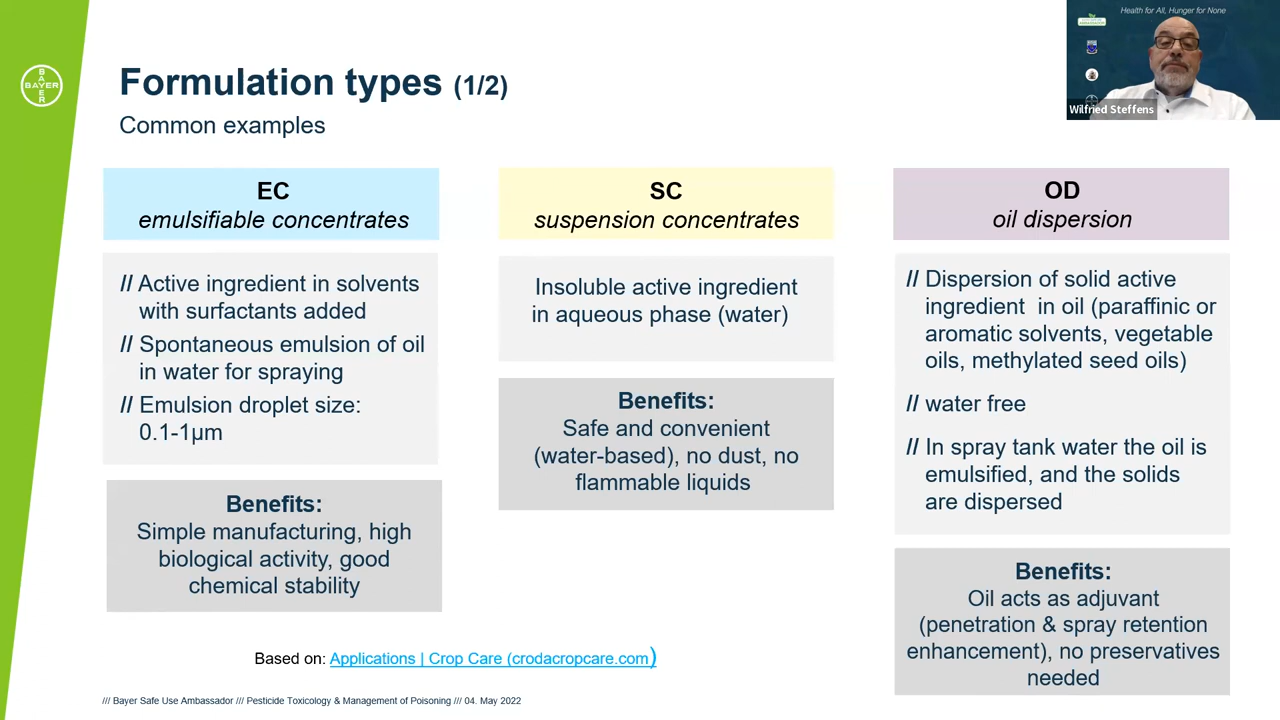 Health for All, Hunger for None
Wilfried Steffens
BAYER
BAYER
Formulation types (1/2)
Common examples
EC
emulsifiable concentrates
// Active ingredient in solvents
with surfactants added
// Spontaneous emulsion of oil
in water for spraying
// Emulsion droplet size:
0.1-1µm
Benefits:
Simple manufacturing, high
biological activity, good
chemical stability
SC
suspension concentrates
Insoluble active ingredient
in aqueous phase (water)
Benefits:
Safe and convenient
(water-based), no dust, no
flammable liquids
OD
oil dispersion
// Dispersion of solid active
ingredient in oil (paraffinic or
aromatic solvents, vegetable
oils, methylated seed oils)
// water free
// In spray tank water the oil is
emulsified, and the solids
are dispersed
Benefits:
Oil acts as adjuvant
(penetration & spray retention
enhancement), no preservatives
needed
Based on: Applications | Crop Care (crodacropcare.com)
/// Bayer Safe Use Ambassador /// Pesticide Toxicology & Management of Poisoning /// 04. May 2022